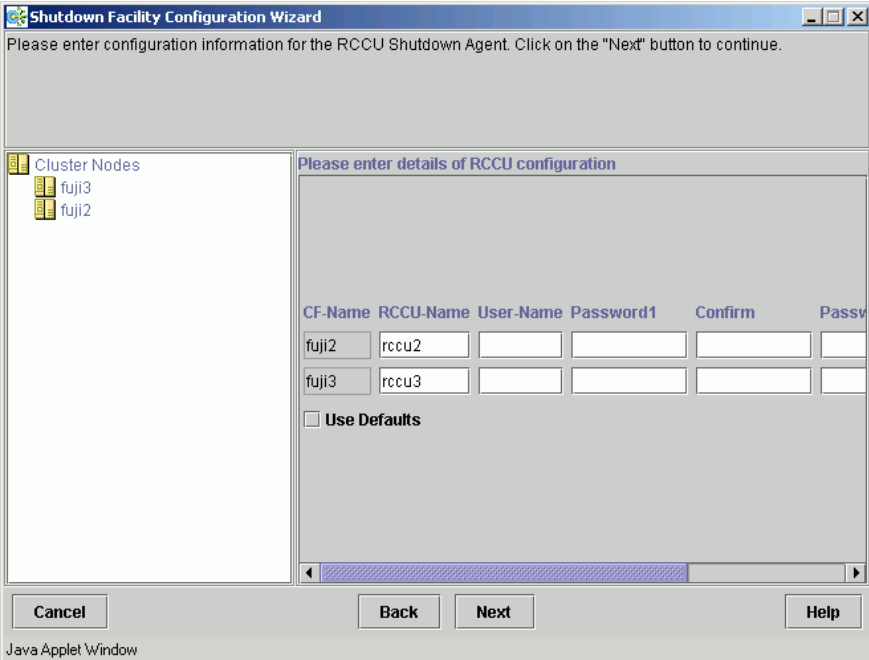 Shutdown Facility Configuration Wizard
Please enter configuration information for the RCCU Shutdown Agent. Click on the "Next" button to continue.
Cluster Nodes
fuji3
fuji2
Please enter details of RCCU configuration
CF-Name RCCU-Name User-Name Password1 Confirm Passw
fuji2 rccu2
fuji3 rccu3
Use Defaults
Cancel Back Next Help
Java Applet Window